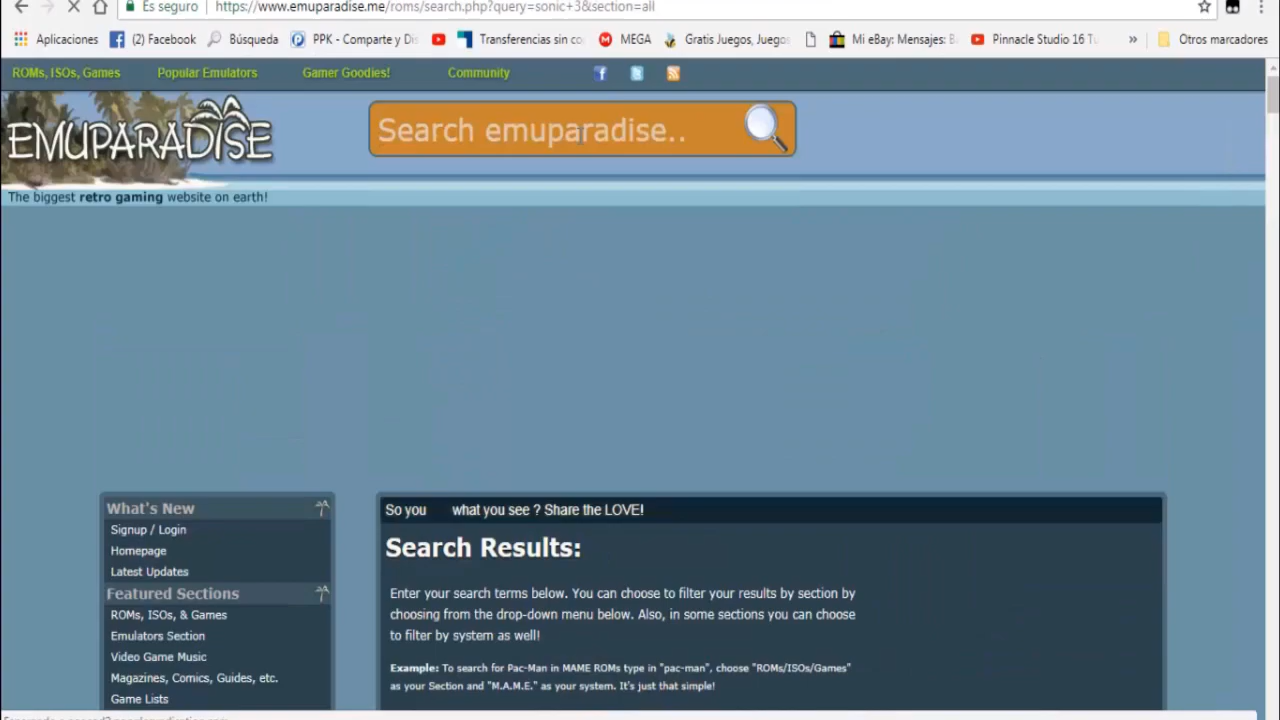 Es seguro https://www.emuparadise.me/roms/search.php?query=sonic+3&section=all
Aplicaciones (2) Facebook Búsqueda PPK - Comparte y Di Transferencias sin co MEGA Gratis Juegos, Juego Mi eBay: Mensajes: B Pinnacle Studio 16 Tu » Otros marcadores
ROMs, ISOs, Games Popular Emulators Gamer Goodies! Community
EMUPARADISE
Search emuparadise..
The biggest retro gaming website on earth!
What's New
Signup / Login
Homepage
Latest Updates
Featured Sections
ROMs, ISOs, & Games
Emulators Section
Video Game Music
Magazines, Comics, Guides, etc.
Game Lists
So you what you see ? Share the LOVE!
Search Results:
Enter your search terms below. You can choose to filter your results by section by
choosing from the drop-down menu below. Also, in some sections you can choose
to filter by system as well!
Example: To search for Pac-Man in MAME ROMs type in "pac-man", choose "ROMs/ISOs/Games"
as your Section and "M.A.M.E." as your system. It's just that simple!